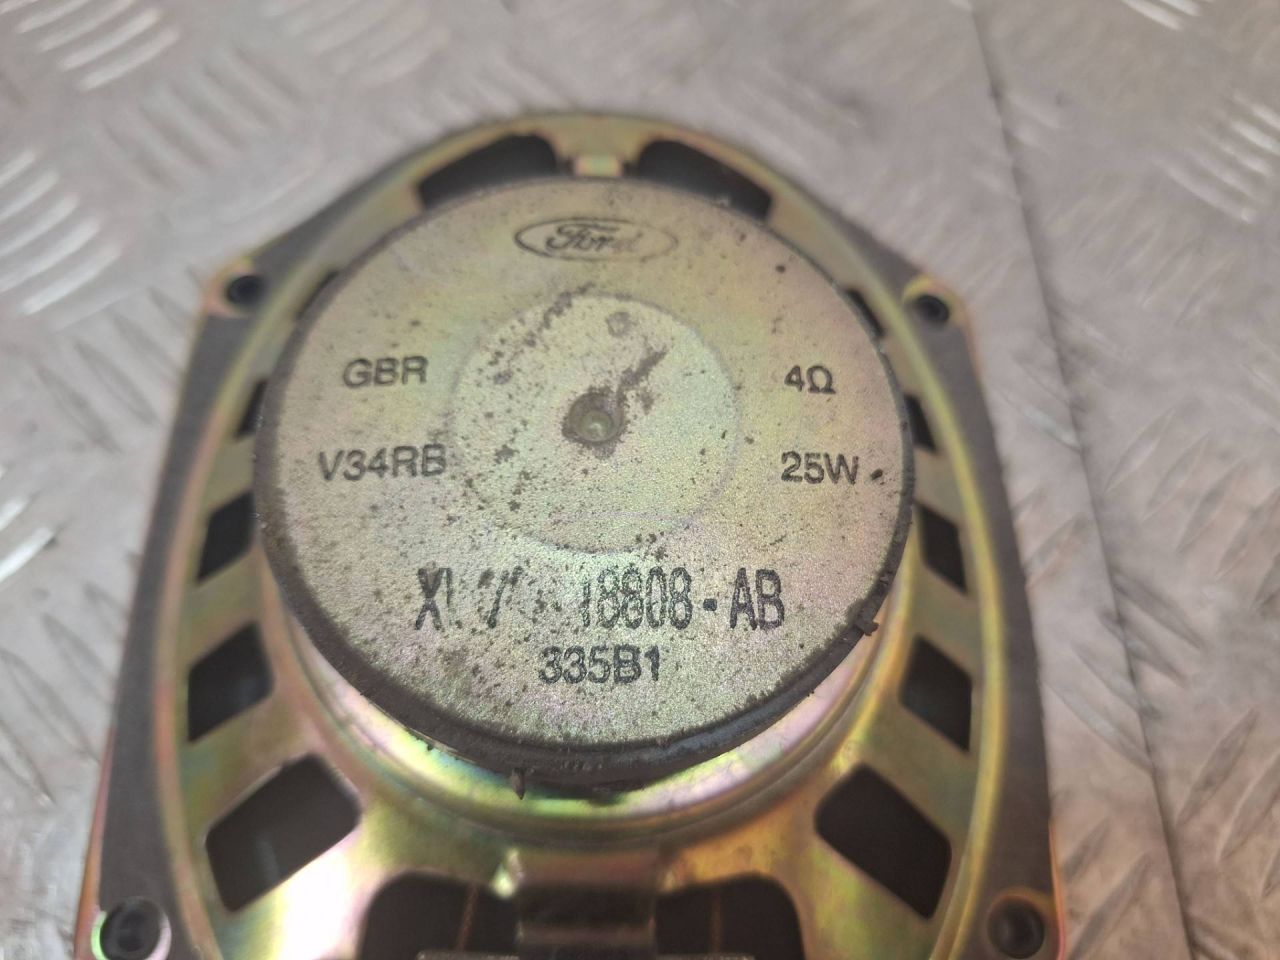 Ford
GBR
4Ω
V34RB
25W
18808-AB
335B1